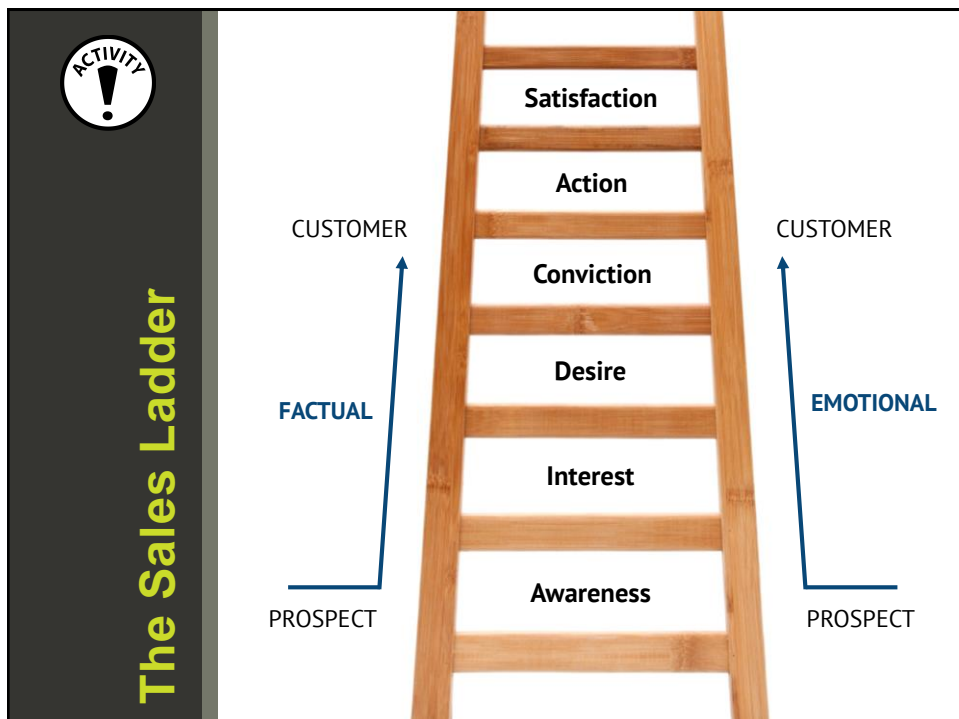 ACTIVITY
The Sales Ladder
Satisfaction
Action
CUSTOMER
CUSTOMER
Conviction
Desire
FACTUAL
EMOTIONAL
Interest
Awareness
PROSPECT
PROSPECT